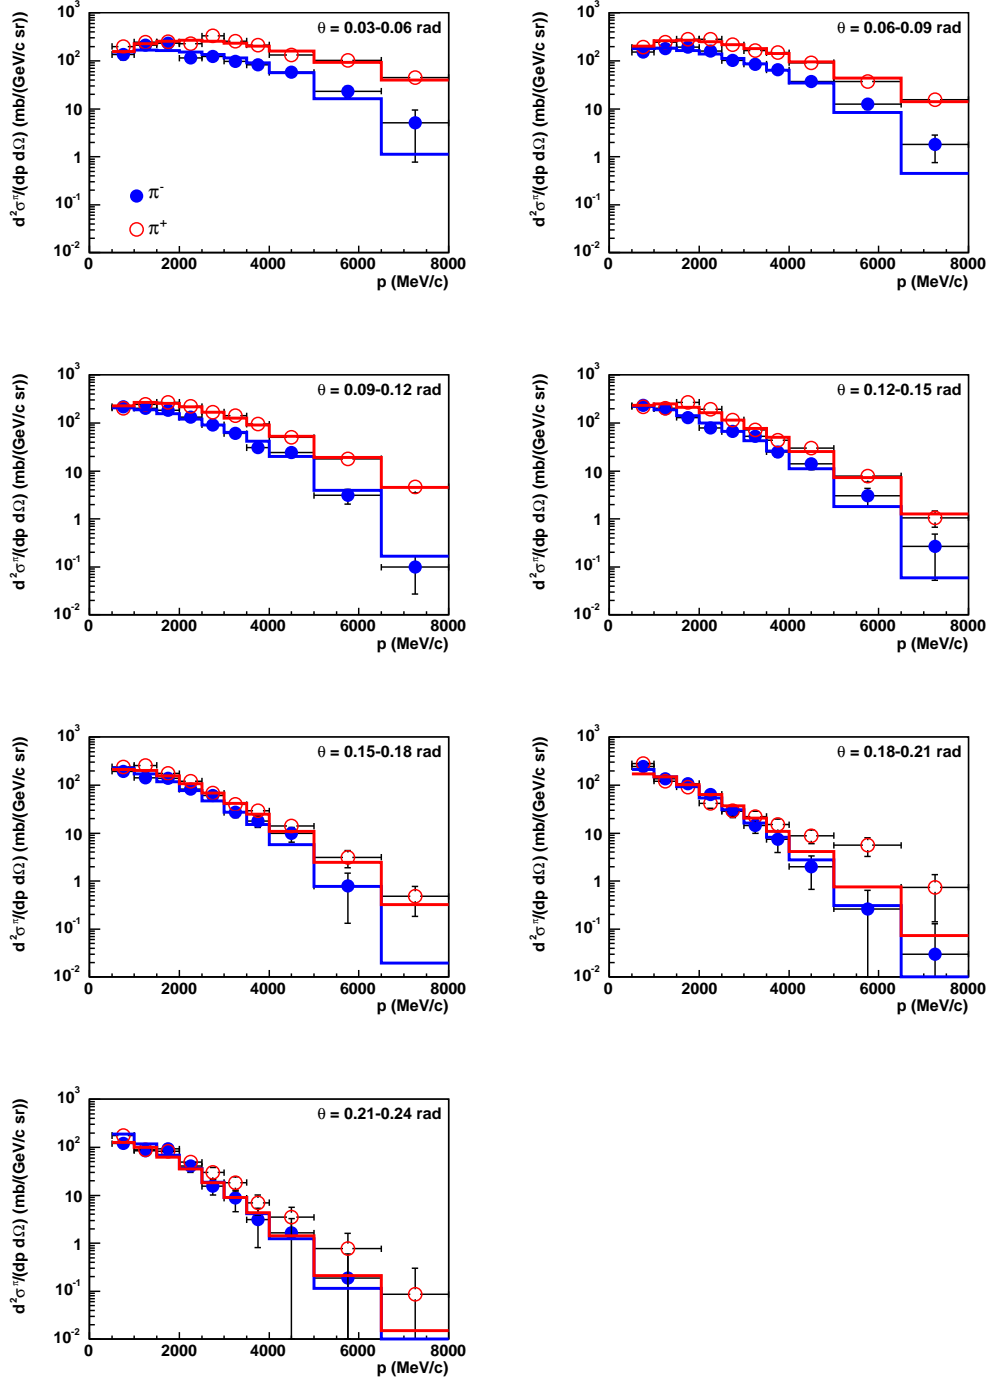 d²σ^π/(dp dΩ) (mb/(GeV/c sr))
10³
10²
10
1
10⁻¹
10⁻²
θ = 0.03-0.06 rad
π⁻
π⁺
0 2000 4000 6000 8000
p (MeV/c)
d²σ^π/(dp dΩ) (mb/(GeV/c sr))
10³
10²
10
1
10⁻¹
10⁻²
θ = 0.06-0.09 rad
0 2000 4000 6000 8000
p (MeV/c)
d²σ^π/(dp dΩ) (mb/(GeV/c sr))
10³
10²
10
1
10⁻¹
10⁻²
θ = 0.09-0.12 rad
0 2000 4000 6000 8000
p (MeV/c)
d²σ^π/(dp dΩ) (mb/(GeV/c sr))
10³
10²
10
1
10⁻¹
10⁻²
θ = 0.12-0.15 rad
0 2000 4000 6000 8000
p (MeV/c)
d²σ^π/(dp dΩ) (mb/(GeV/c sr))
10³
10²
10
1
10⁻¹
10⁻²
θ = 0.15-0.18 rad
0 2000 4000 6000 8000
p (MeV/c)
d²σ^π/(dp dΩ) (mb/(GeV/c sr))
10³
10²
10
1
10⁻¹
10⁻²
θ = 0.18-0.21 rad
0 2000 4000 6000 8000
p (MeV/c)
d²σ^π/(dp dΩ) (mb/(GeV/c sr))
10³
10²
10
1
10⁻¹
10⁻²
θ = 0.21-0.24 rad
0 2000 4000 6000 8000
p (MeV/c)